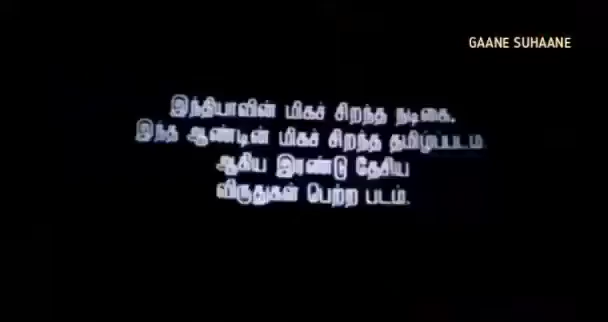 GAANE SUHAANE
இந்தியாவின் மிகச் சிறந்த நடிகை.
இந்த ஆண்டின் மிகச் சிறந்த தமிழ்ப்படம்
ஆகிய இரண்டு தேசிய
விருதுகள் பெற்ற படம்.